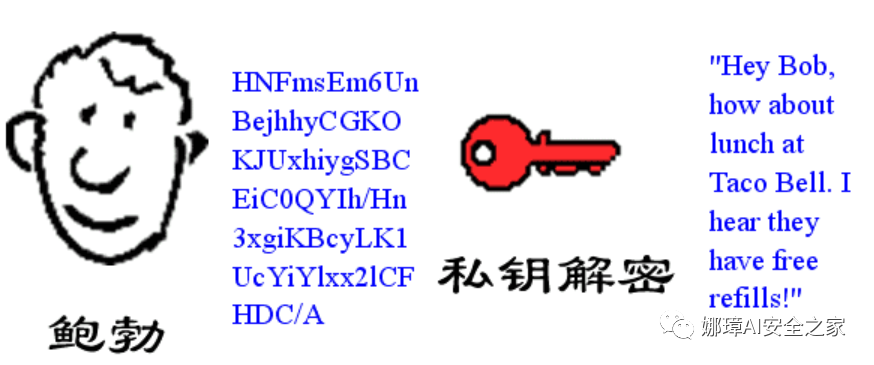 HNFmsEm6Un
BejhhyCGKO
KJUxhiygSBC
EiC0QYIh/Hn
3xgiKBcyLK1
UcYiYlxx2lCF
HDC/A
鲍勃
私钥解密
"Hey Bob,
how about
lunch at
Taco Bell. I
hear they
have free
refills!"
娜璋AI安全之家